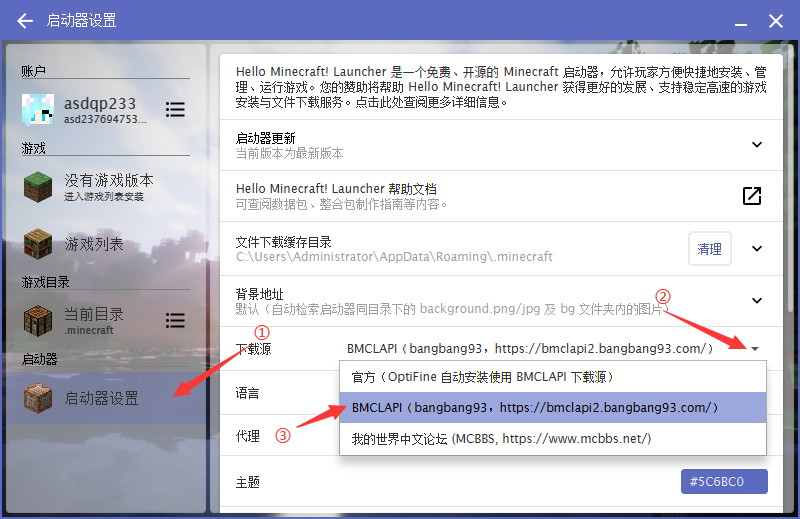 启动器设置
账户
asdqp233
asd237694753...
游戏
没有游戏版本
进入游戏列表安装
游戏列表
游戏目录
当前目录
.minecraft
启动器
①
启动器设置
Hello Minecraft! Launcher 是一个免费、开源的 Minecraft 启动器，允许玩家方便快捷地安装、管
理、运行游戏。您的赞助将帮助 Hello Minecraft! Launcher 获得更好的发展、支持稳定高速的游戏
安装与文件下载服务。点击此处查阅更多详细信息。
启动器更新
当前版本为最新版本
Hello Minecraft! Launcher 帮助文档
可查阅数据包、整合包制作指南等内容。
文件下载缓存目录
C:\Users\Administrator\AppData\Roaming\.minecraft
清理
背景地址
默认（自动检索启动器同目录下的 background.png/jpg 及 bg 文件夹内的图片）
②
下载源
BMCLAPI（bangbang93，https://bmclapi2.bangbang93.com/）
官方（OptiFine 自动安装使用 BMCLAPI 下载源）
语言
BMCLAPI（bangbang93，https://bmclapi2.bangbang93.com/）
③
代理
我的世界中文论坛 (MCBBS, https://www.mcbbs.net/)
主题
#5C6BC0